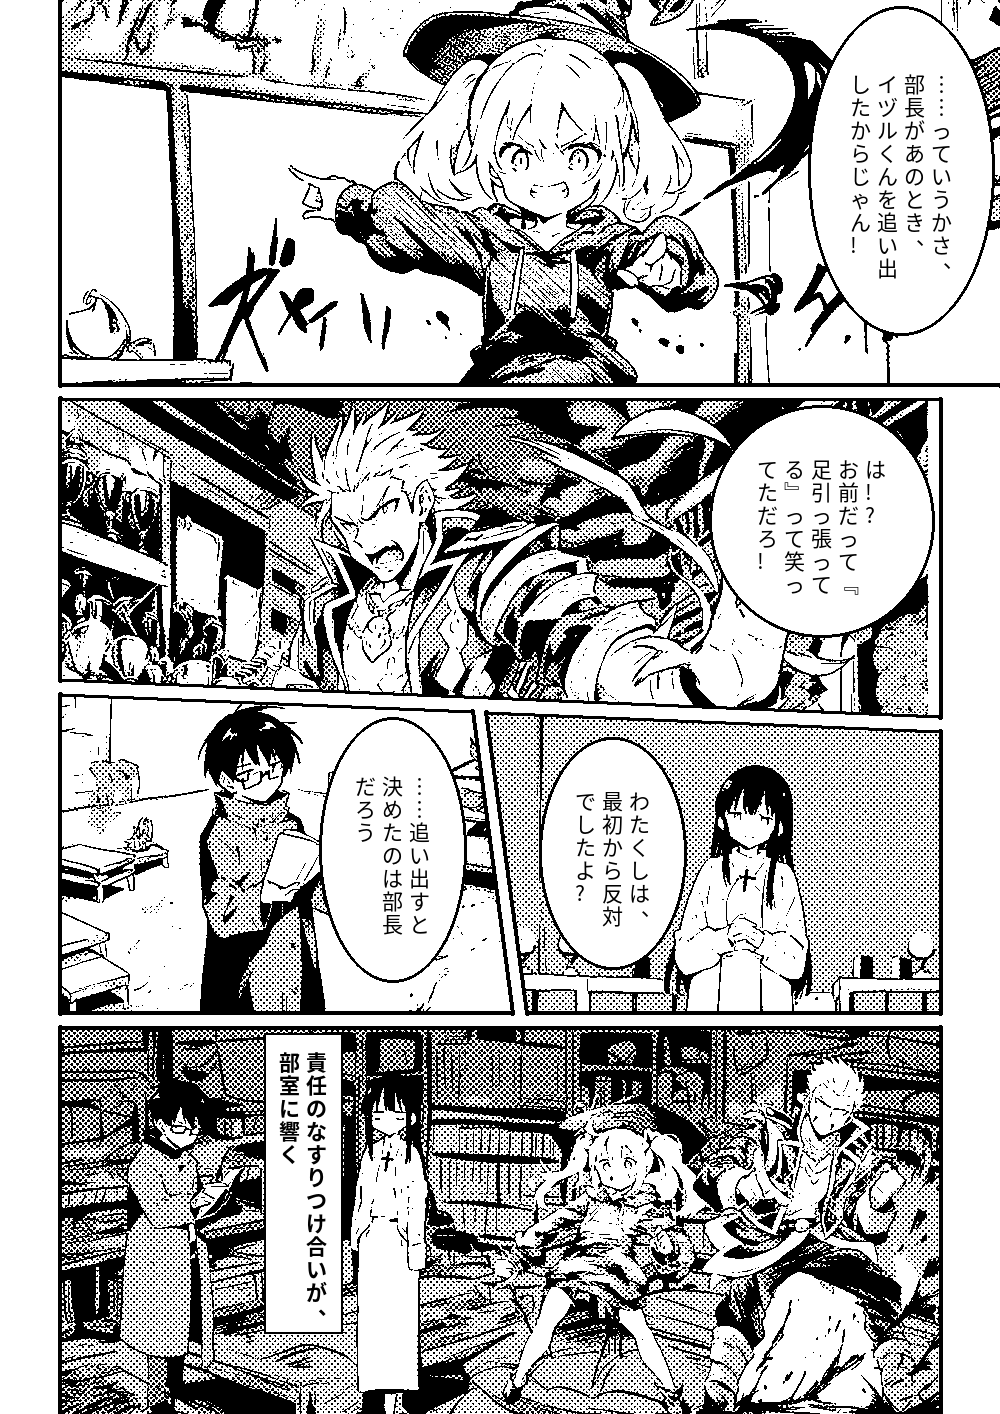 ……っていうかさ、
部長があのとき、
イヅルくんを追い出
したからじゃん！
は！？
お前だって『
足引っ張って
る』って笑っ
てただろ！
わたくしは、
最初から反対
でしたよ？
……追い出すと
決めたのは部長
だろう
責任のなすりつけ合いが、
部室に響く